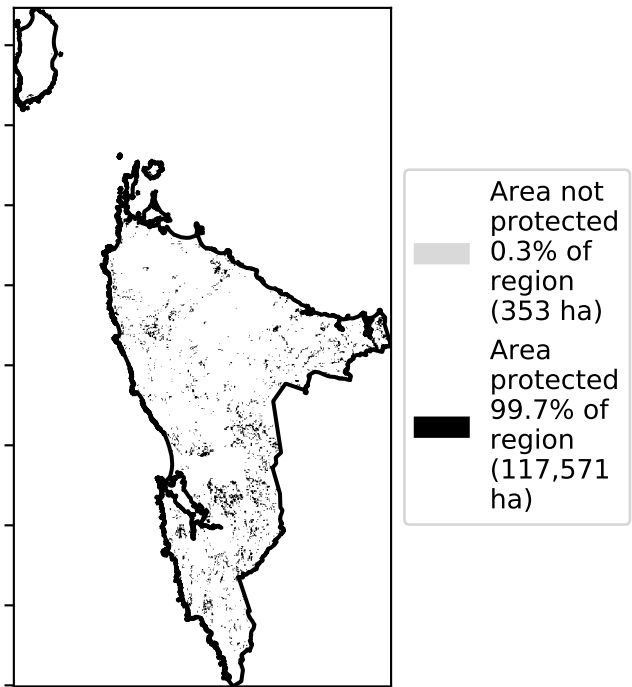 Area not
protected
0.3% of
region
(353 ha)
Area
protected
99.7% of
region
(117,571
ha)